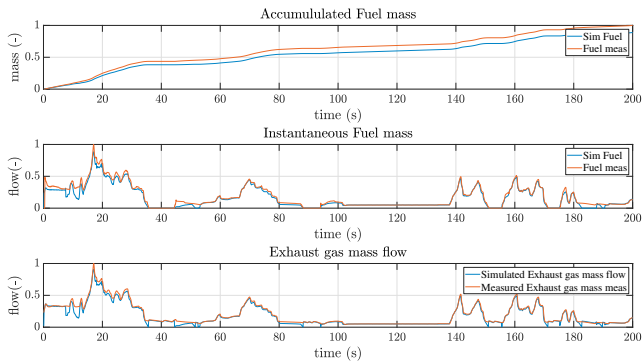 Accumululated Fuel mass
mass (-)
1
0.5
0
Sim Fuel
Fuel meas
0 20 40 60 80 100 120 140 160 180 200
time (s)
Instantaneous Fuel mass
flow(-)
1
0.5
0
Sim Fuel
Fuel meas
0 20 40 60 80 100 120 140 160 180 200
time (s)
Exhaust gas mass flow
flow(-)
1
0.5
0
Simulated Exhaust gas mass flow
Measured Exhaust gas mass meas
0 20 40 60 80 100 120 140 160 180 200
time (s)